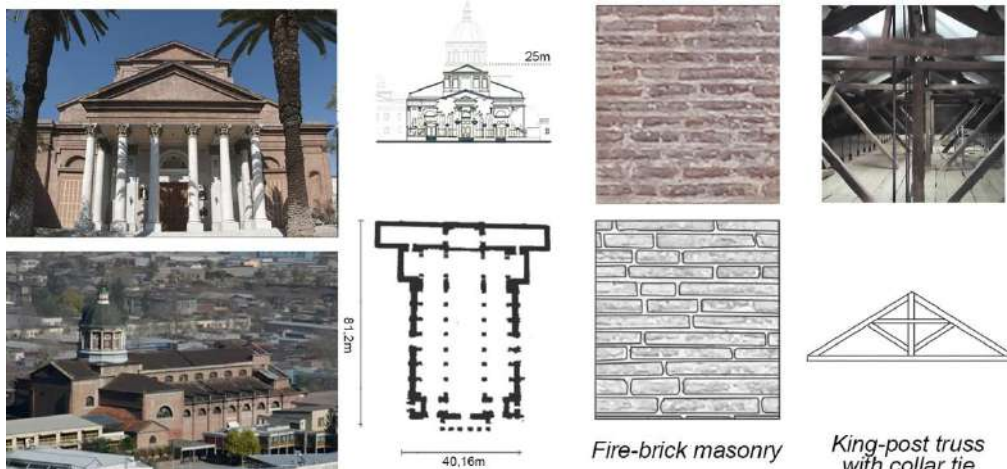 25m
81.2m
40,16m
Fire-brick masonry
King-post truss
with collar tie